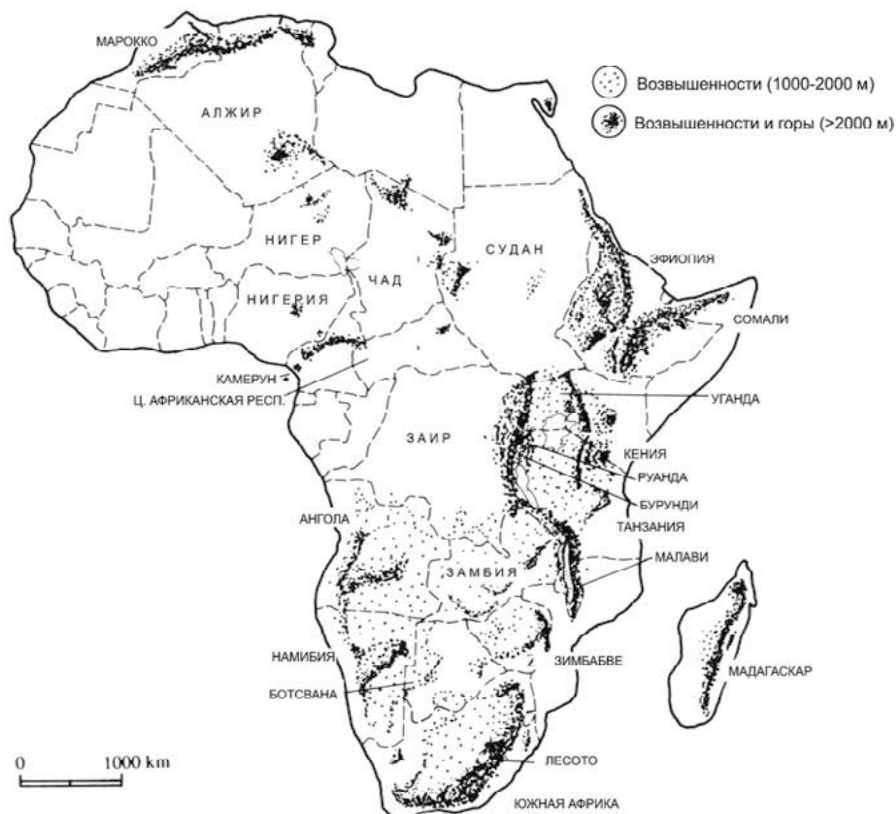 МАРОККО
Возвышенности (1000-2000 м)
АЛЖИР
Возвышенности и горы (>2000 м)
НИГЕР
СУДАН
ЭФИОПИЯ
ЧАД
НИГЕРИЯ
СОМАЛИ
КАМЕРУН
Ц. АФРИКАНСКАЯ РЕСП.
УГАНДА
ЗАИР
КЕНИЯ
РУАНДА
БУРУНДИ
АНГОЛА
ТАНЗАНИЯ
МАЛАВИ
ЗАМБИЯ
НАМИБИЯ
ЗИМБАБВЕ
МАДАГАСКАР
БОТСВАНА
0 1000 km
ЛЕСОТО
ЮЖНАЯ АФРИКА